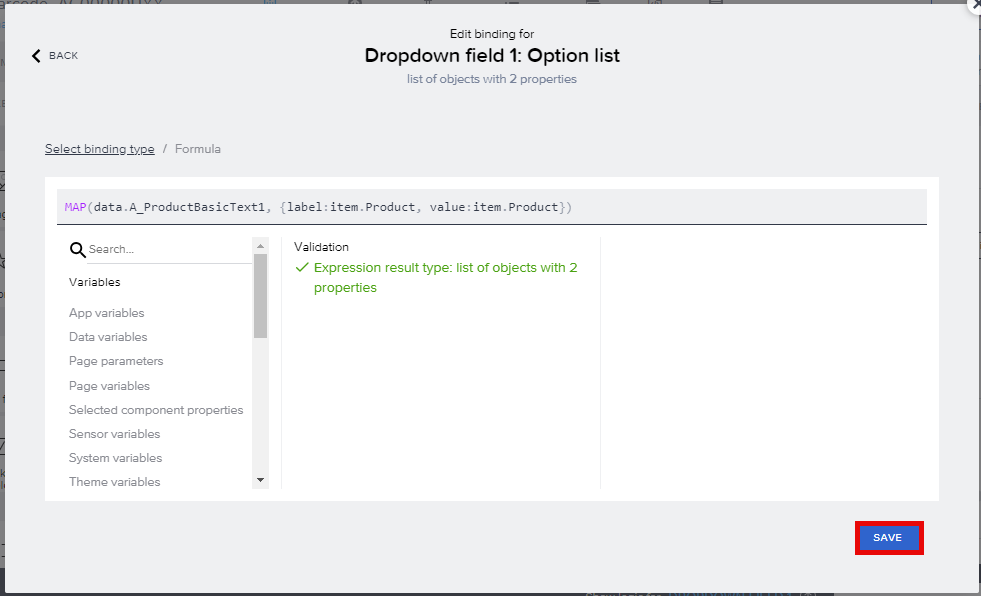 Edit binding for
BACK
Dropdown field 1: Option list
list of objects with 2 properties
Select binding type / Formula
MAP(data.A_ProductBasicText1, {label:item.Product, value:item.Product})
Search...
Variables
App variables
Data variables
Page parameters
Page variables
Selected component properties
Sensor variables
System variables
Theme variables
Validation
Expression result type: list of objects with 2
properties
SAVE